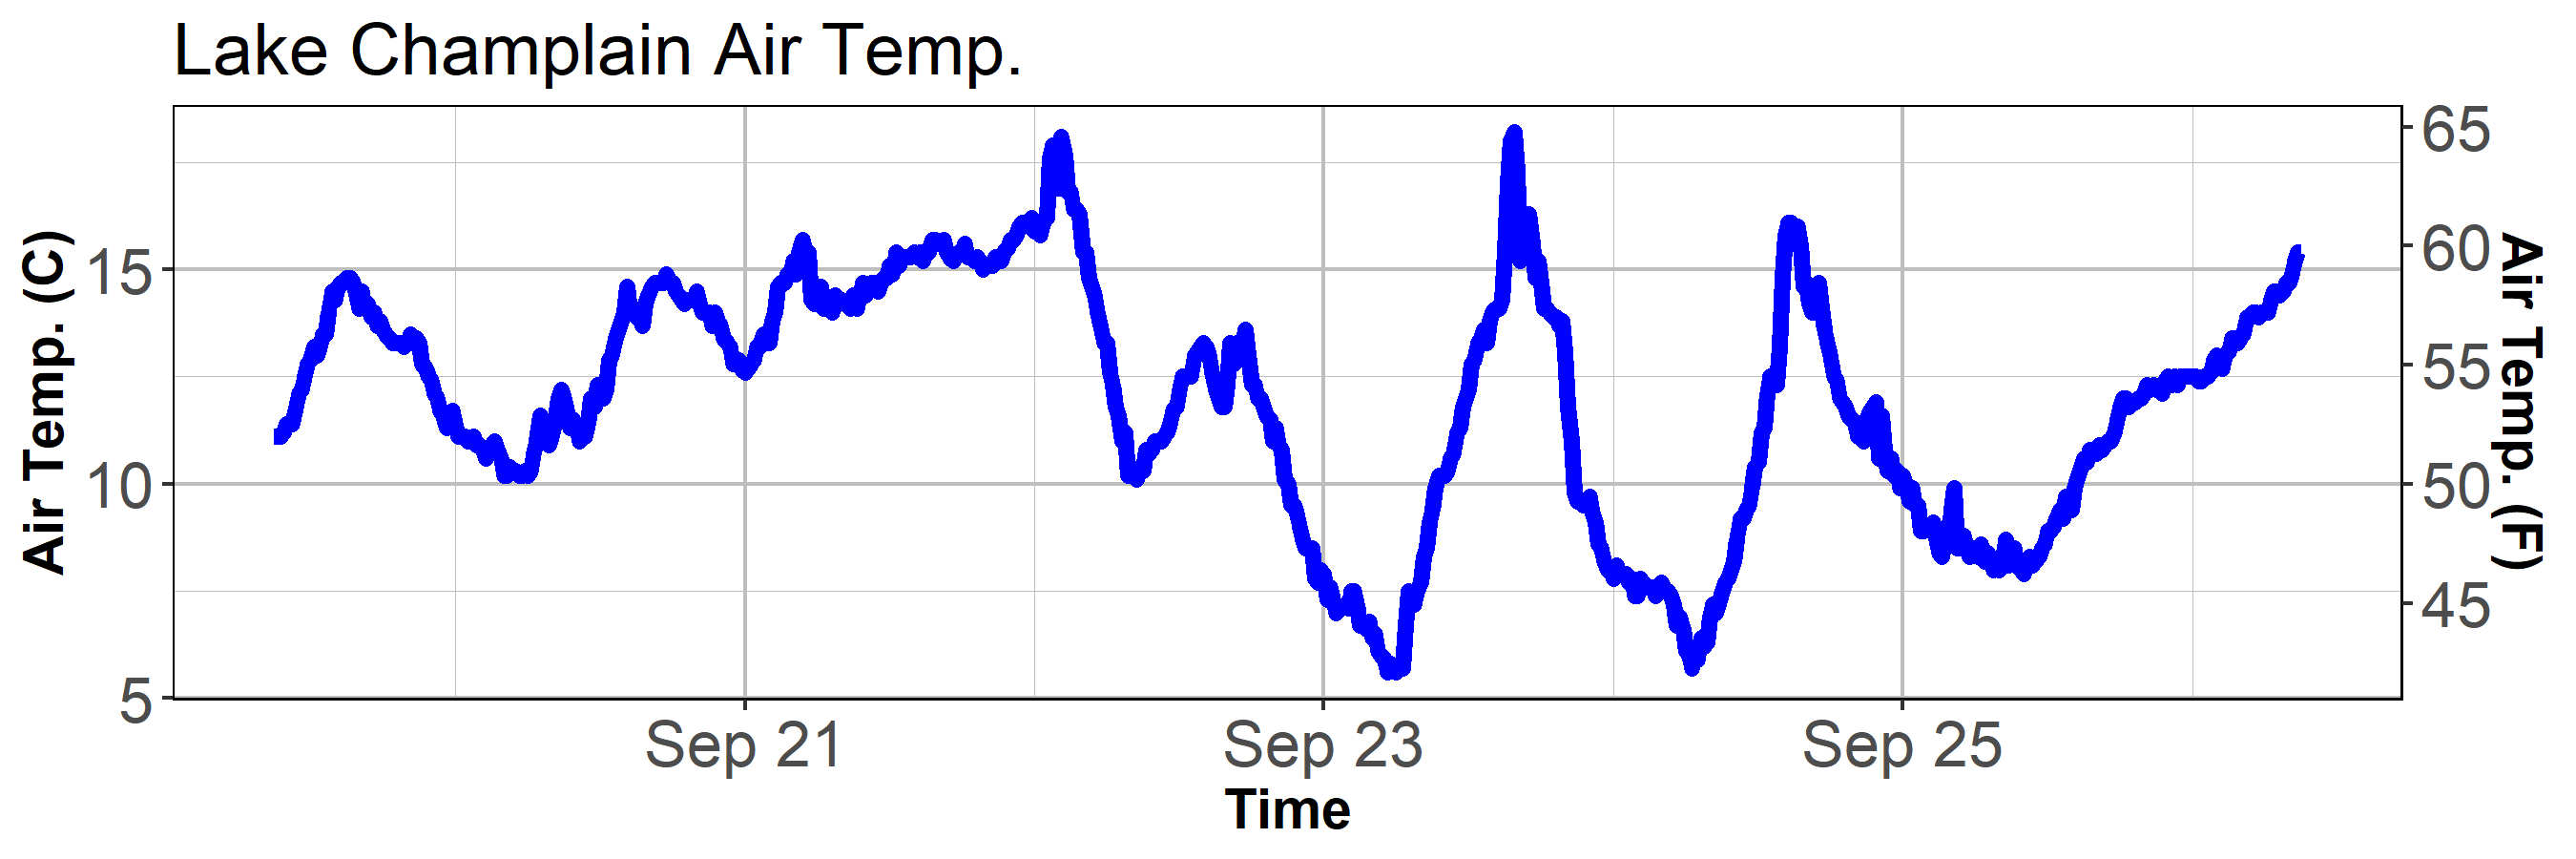 Lake Champlain Air Temp.
Air Temp. (C)
15
10
5
65
60
55
50
45
Air Temp. (F)
Sep 21
Sep 23
Sep 25
Time